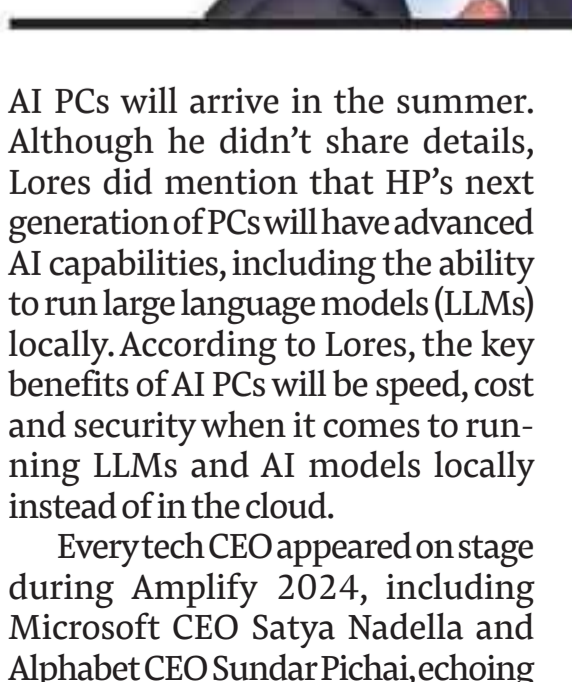 AI PCs will arrive in the summer.
Although he didn’t share details,
Lores did mention that HP’s next
generation of PCs will have advanced
AI capabilities, including the ability
to run large language models (LLMs)
locally. According to Lores, the key
benefits of AI PCs will be speed, cost
and security when it comes to run-
ning LLMs and AI models locally
instead of in the cloud.
Every tech CEO appeared on stage
during Amplify 2024, including
Microsoft CEO Satya Nadella and
Alphabet CEO Sundar Pichai, echoing